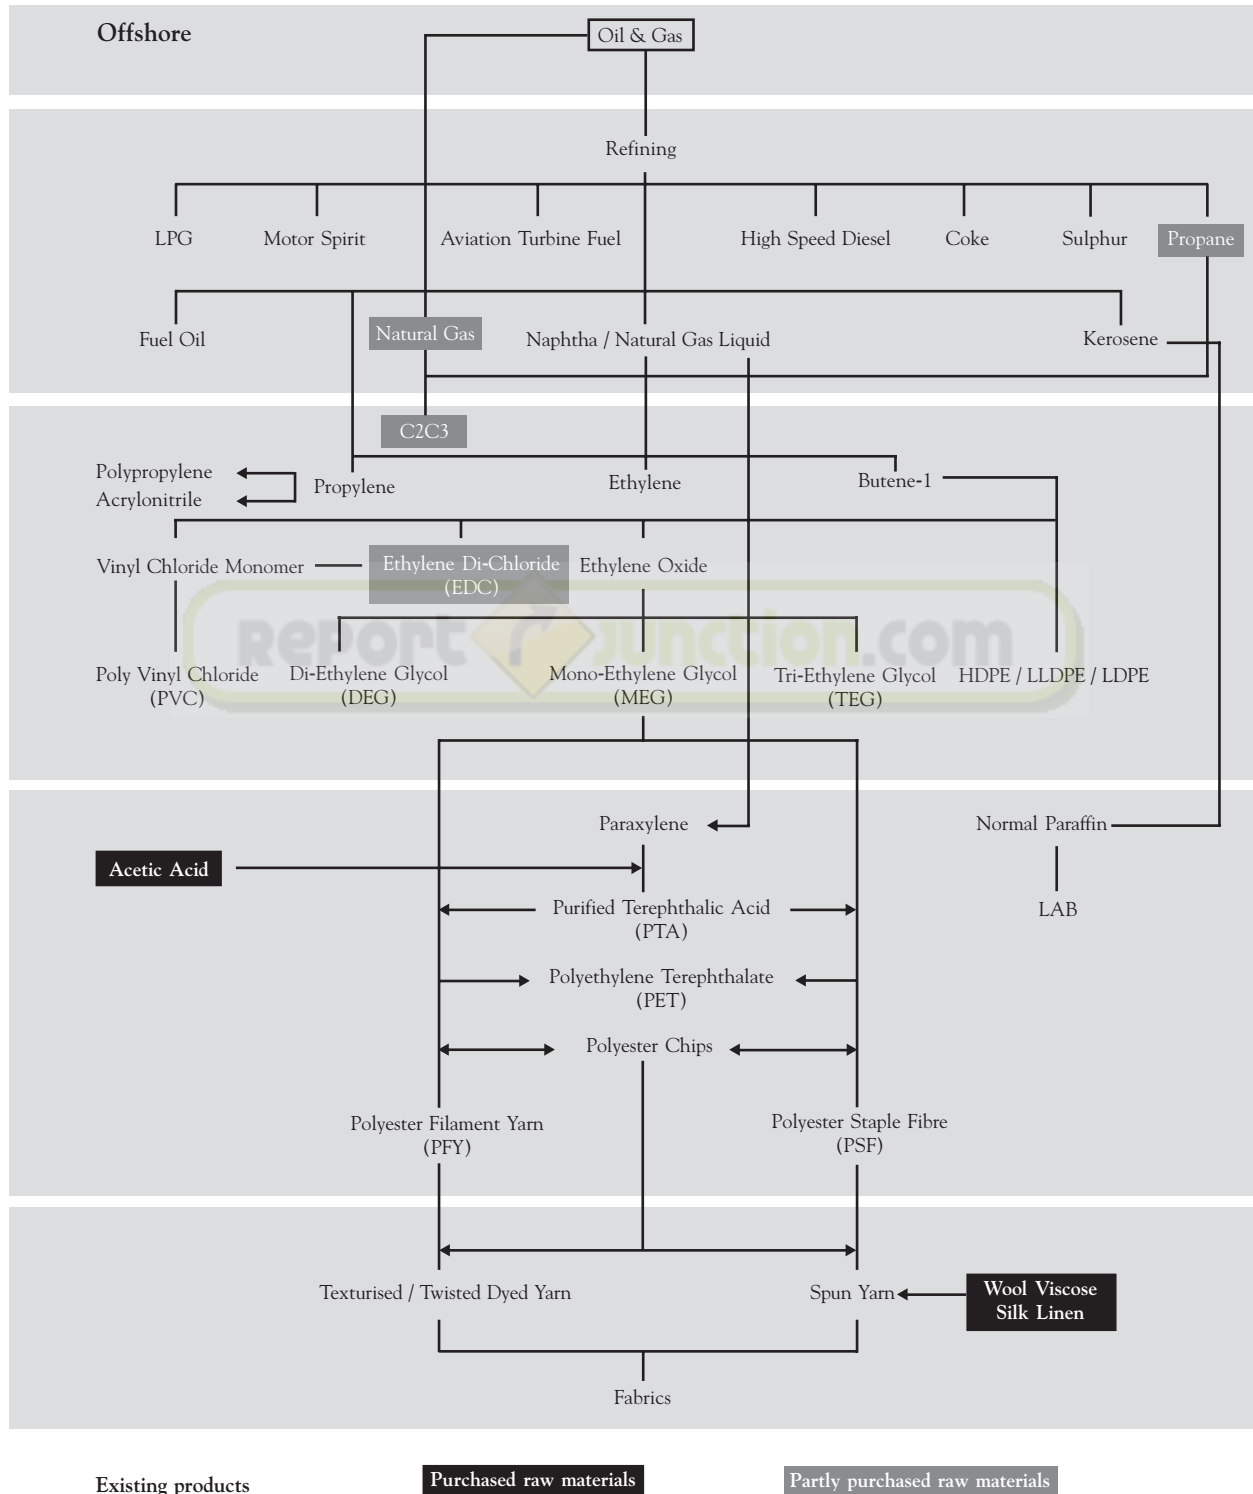 Offshore
Oil & Gas
Refining
LPG
Motor Spirit
Aviation Turbine Fuel
High Speed Diesel
Coke
Sulphur
Propane
Fuel Oil
Natural Gas
Naphtha / Natural Gas Liquid
Kerosene
C2C3
Polypropylene
Acrylonitrile
Propylene
Ethylene
Butene-1
Vinyl Chloride Monomer
Ethylene Di-Chloride
(EDC)
Ethylene Oxide
RepoRt junction.com
Poly Vinyl Chloride
(PVC)
Di-Ethylene Glycol
(DEG)
Mono-Ethylene Glycol
(MEG)
Tri-Ethylene Glycol
(TEG)
HDPE / LLDPE / LDPE
Paraxylene
Normal Paraffin
Acetic Acid
Purified Terephthalic Acid
(PTA)
LAB
Polyethylene Terephthalate
(PET)
Polyester Chips
Polyester Filament Yarn
(PFY)
Polyester Staple Fibre
(PSF)
Texturised / Twisted Dyed Yarn
Spun Yarn
Wool Viscose
Silk Linen
Fabrics
Existing products
Purchased raw materials
Partly purchased raw materials